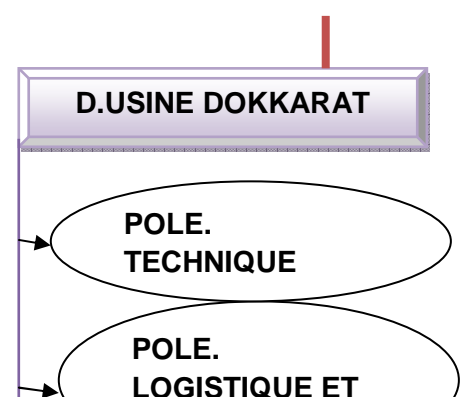 D.USINE DOKKARAT
POLE.
TECHNIQUE
POLE.
LOGISTIQUE ET